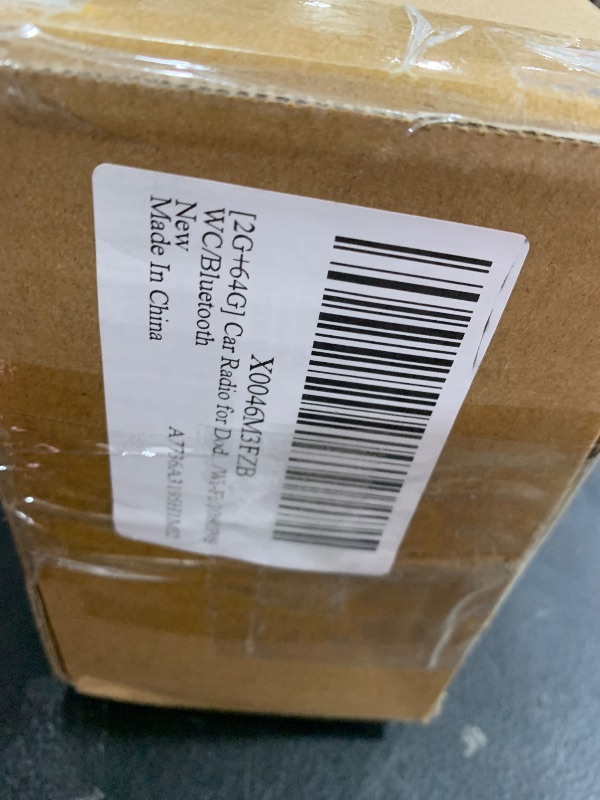 X0046M3FZB
[2G+64G] Car Radio for Dod
WC/Bluetooth
New
Made In China